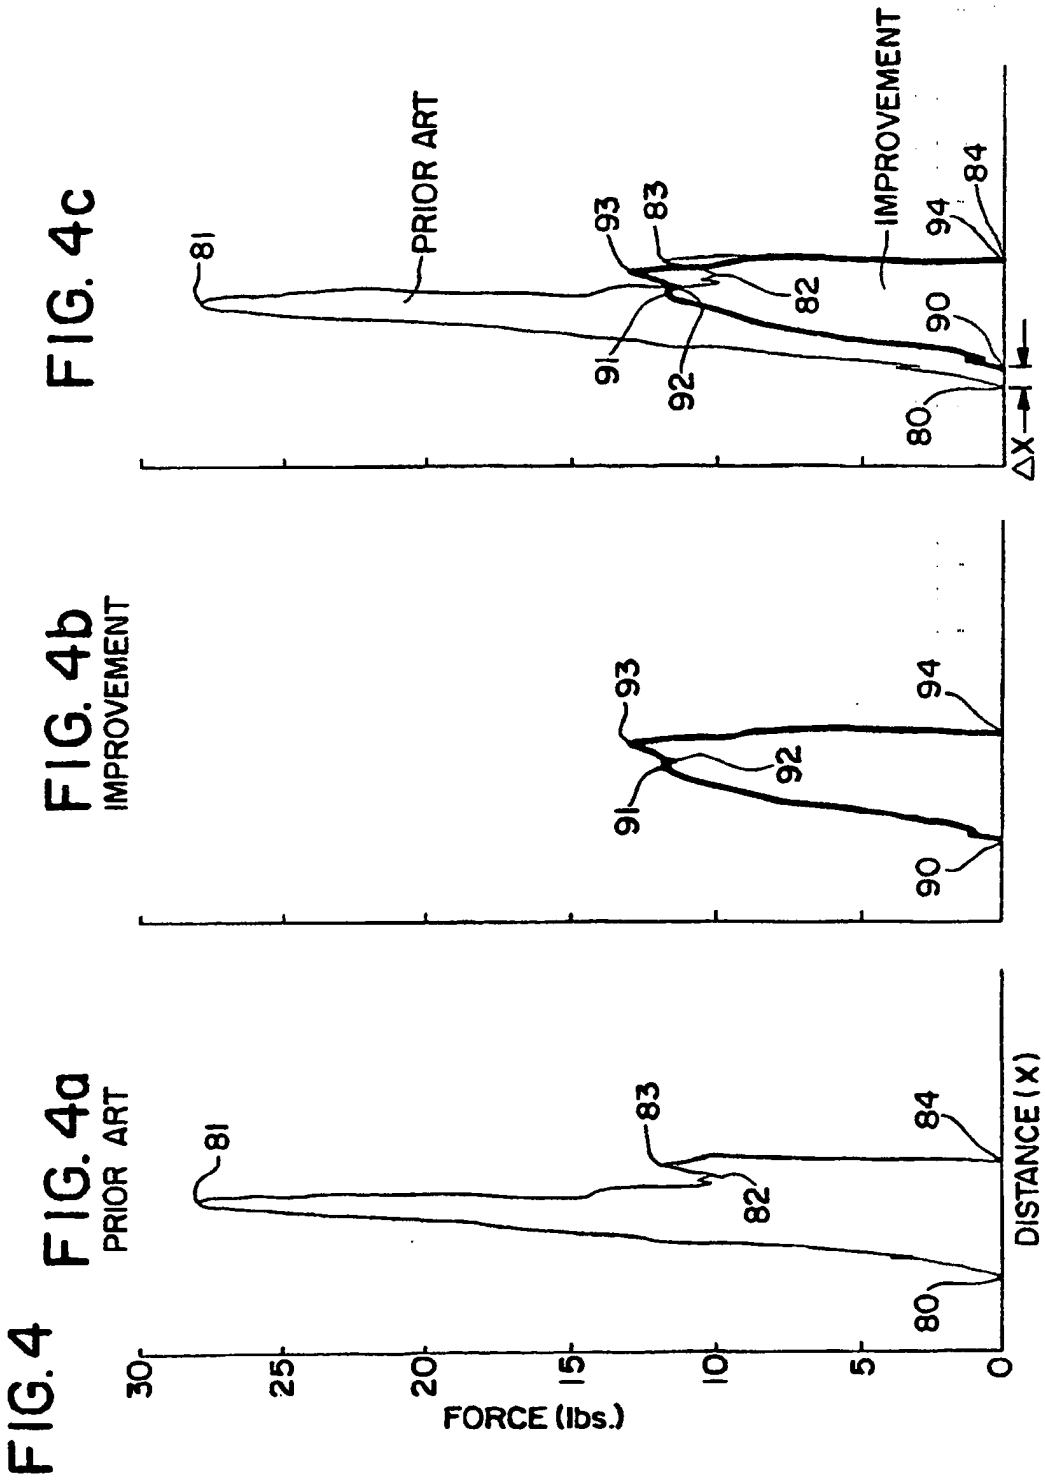 FIG. 4
FIG. 4a
PRIOR ART
30
25
20
15
10
5
0
FORCE (lbs.)
81
83
82
80
84
DISTANCE (X)
FIG. 4b
IMPROVEMENT
93
91
92
90
94
FIG. 4c
81
PRIOR ART
93
83
91
92
82
IMPROVEMENT
80
90
94
84
ΔX